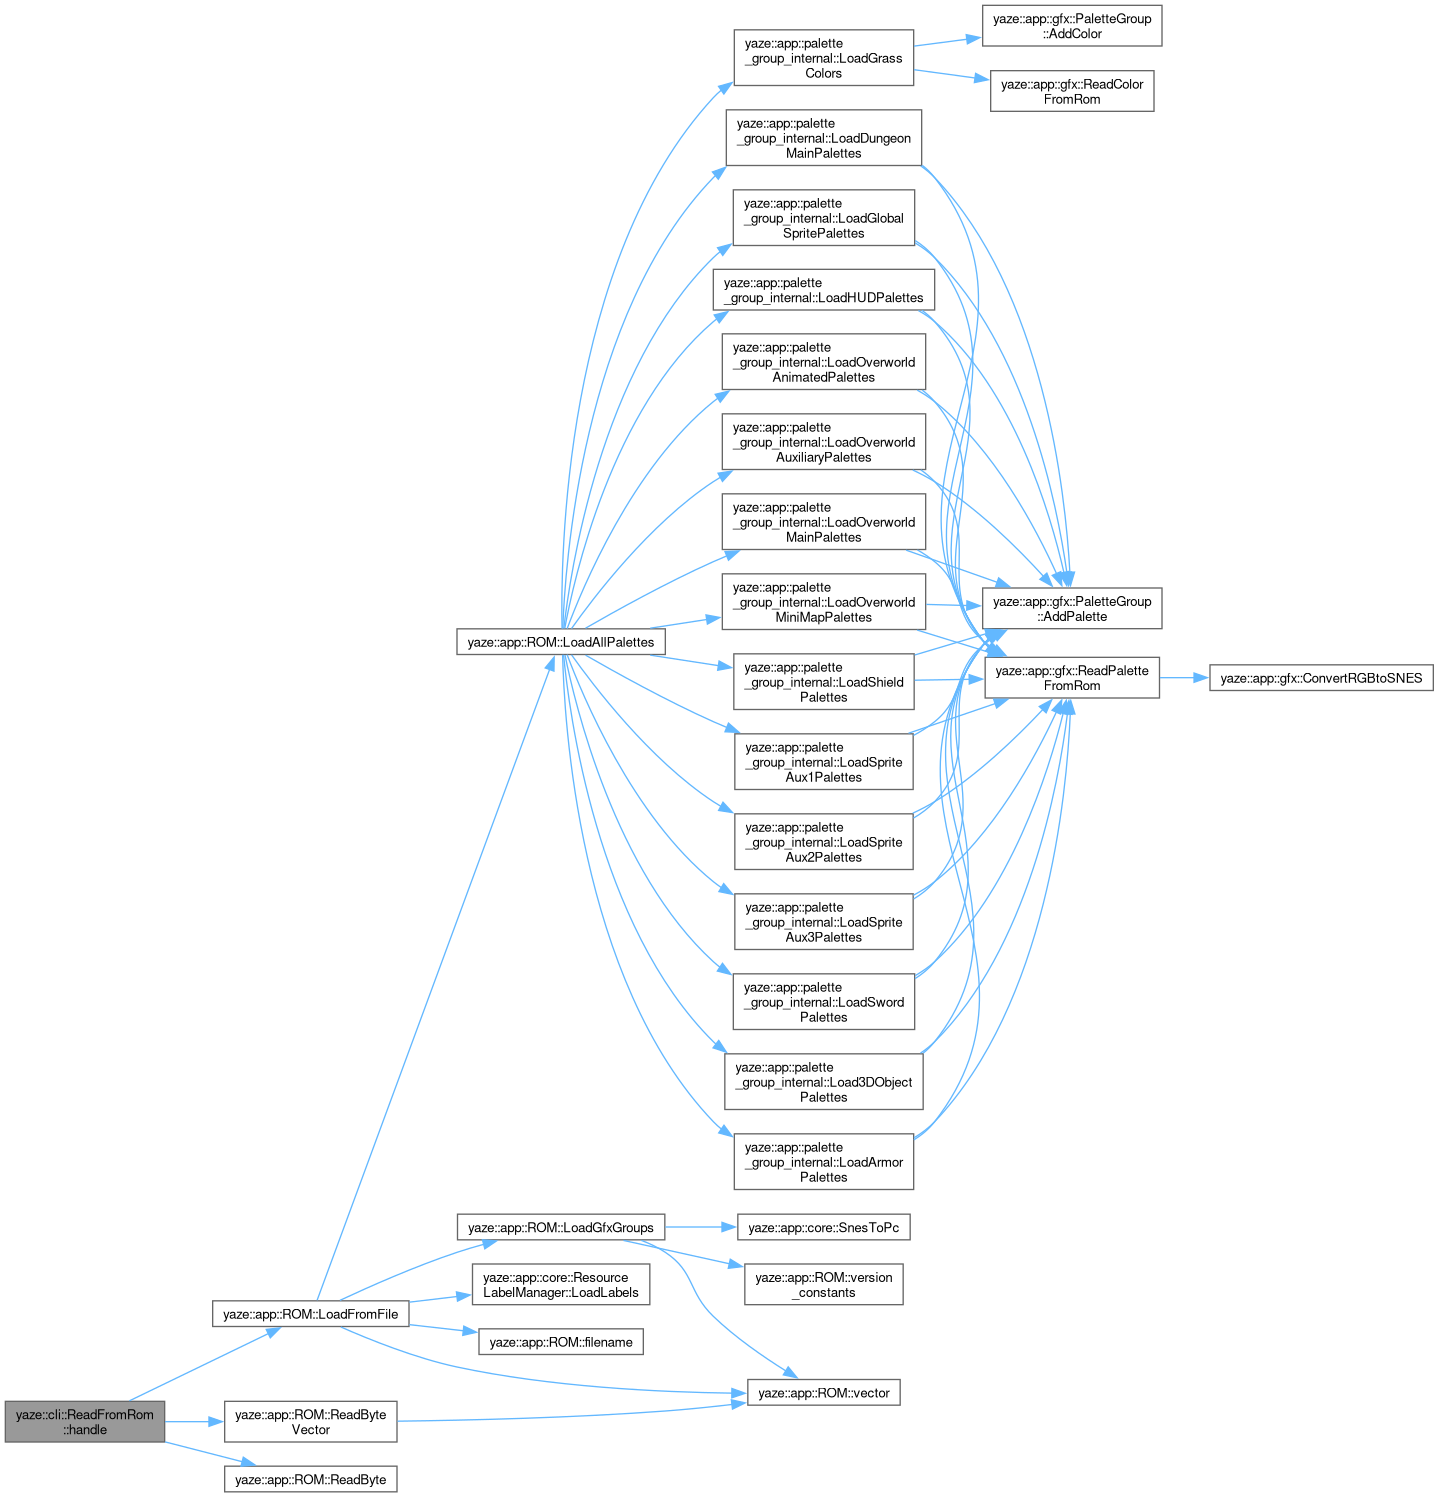 yaze::app::gfx::PaletteGroup
::AddColor
yaze::app::palette
_group_internal::LoadGrass
Colors
yaze::app::gfx::ReadColor
FromRom
yaze::app::palette
_group_internal::LoadDungeon
MainPalettes
yaze::app::palette
_group_internal::LoadGlobal
SpritePalettes
yaze::app::palette
_group_internal::LoadHUDPalettes
yaze::app::palette
_group_internal::LoadOverworld
AnimatedPalettes
yaze::app::palette
_group_internal::LoadOverworld
AuxiliaryPalettes
yaze::app::palette
_group_internal::LoadOverworld
MainPalettes
yaze::app::palette
_group_internal::LoadOverworld
MiniMapPalettes
yaze::app::gfx::PaletteGroup
::AddPalette
yaze::app::ROM::LoadAllPalettes
yaze::app::palette
_group_internal::LoadShield
Palettes
yaze::app::gfx::ReadPalette
FromRom
yaze::app::gfx::ConvertRGBtoSNES
yaze::app::palette
_group_internal::LoadSprite
Aux1Palettes
yaze::app::palette
_group_internal::LoadSprite
Aux2Palettes
yaze::app::palette
_group_internal::LoadSprite
Aux3Palettes
yaze::app::palette
_group_internal::LoadSword
Palettes
yaze::app::palette
_group_internal::Load3DObject
Palettes
yaze::app::palette
_group_internal::LoadArmor
Palettes
yaze::app::ROM::LoadGfxGroups
yaze::app::core::SnesToPc
yaze::app::core::Resource
LabelManager::LoadLabels
yaze::app::ROM::version
_constants
yaze::app::ROM::LoadFromFile
yaze::app::ROM::filename
yaze::app::ROM::vector
yaze::cli::ReadFromRom
::handle
yaze::app::ROM::ReadByte
Vector
yaze::app::ROM::ReadByte